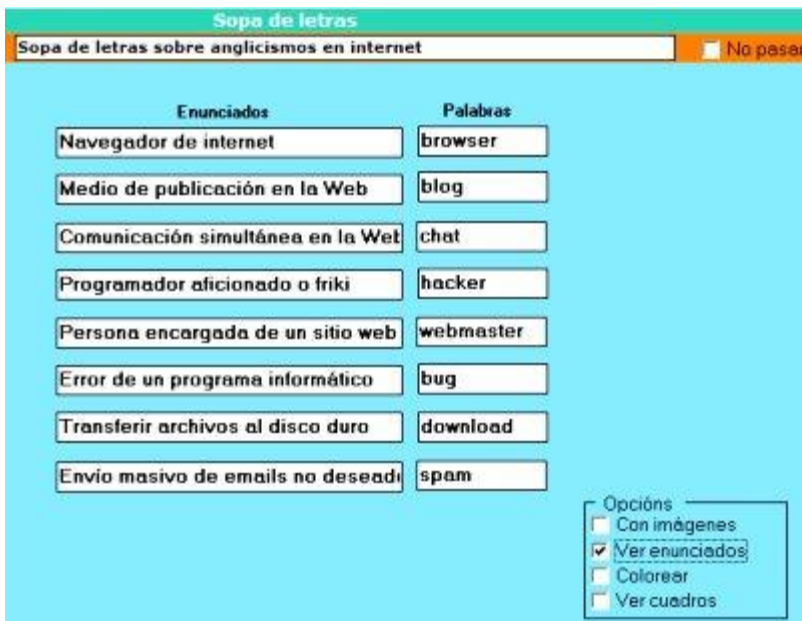 Sopa de letras
Sopa de letras sobre anglicismos en internet
No pasar
Enunciados Palabras
Navegador de internet browser
Medio de publicación en la Web blog
Comunicación simultánea en la Web chat
Programador aficionado o friki hacker
Persona encargada de un sitio web webmaster
Error de un programa informático bug
Transferir archivos al disco duro download
Envío masivo de emails no desead spam
Opcións
Con imágenes
Ver enunciados
Colorear
Ver cuadros